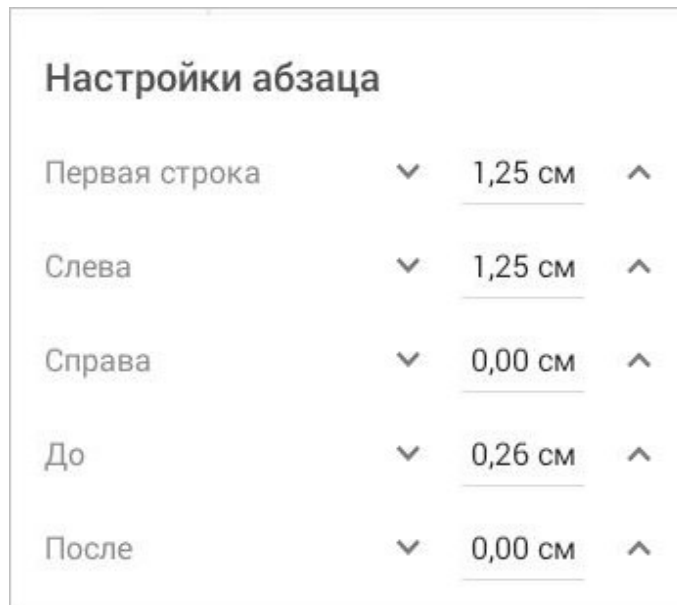 Настройки абзаца
Первая строка 1,25 см
Слева 1,25 см
Справа 0,00 см
До 0,26 см
После 0,00 см